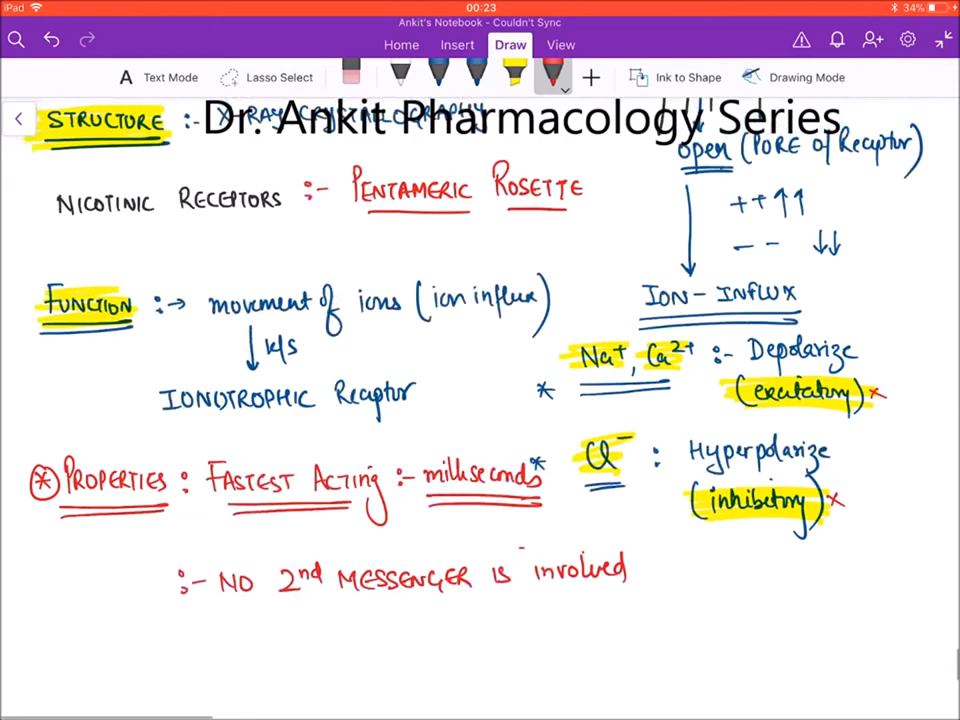 iPad 00:23 34%
Ankit's Notebook - Couldn't Sync
Home Insert Draw View
A Text Mode Lasso Select Ink to Shape Drawing Mode
Dr. Ankit Pharmacology Series
STRUCTURE :- X-RAY CRYSTALLOGRAPHY
NICOTINIC RECEPTORS :- PENTAMERIC ROSETTE
FUNCTION :→ movement of ions (ion influx)
↓ k/s
IONOTROPHIC Receptor
* PROPERTIES : FASTEST ACTING :- milliseconds*
:- NO 2nd MESSENGER is involved
open (PORE of Receptor)
++ ↑↑
-- ↓↓
ION-INFLUX
* Na+, Ca2+ :- Depolarize
(excitatory) ×
Cl- : Hyperpolarize
(inhibitory) ×